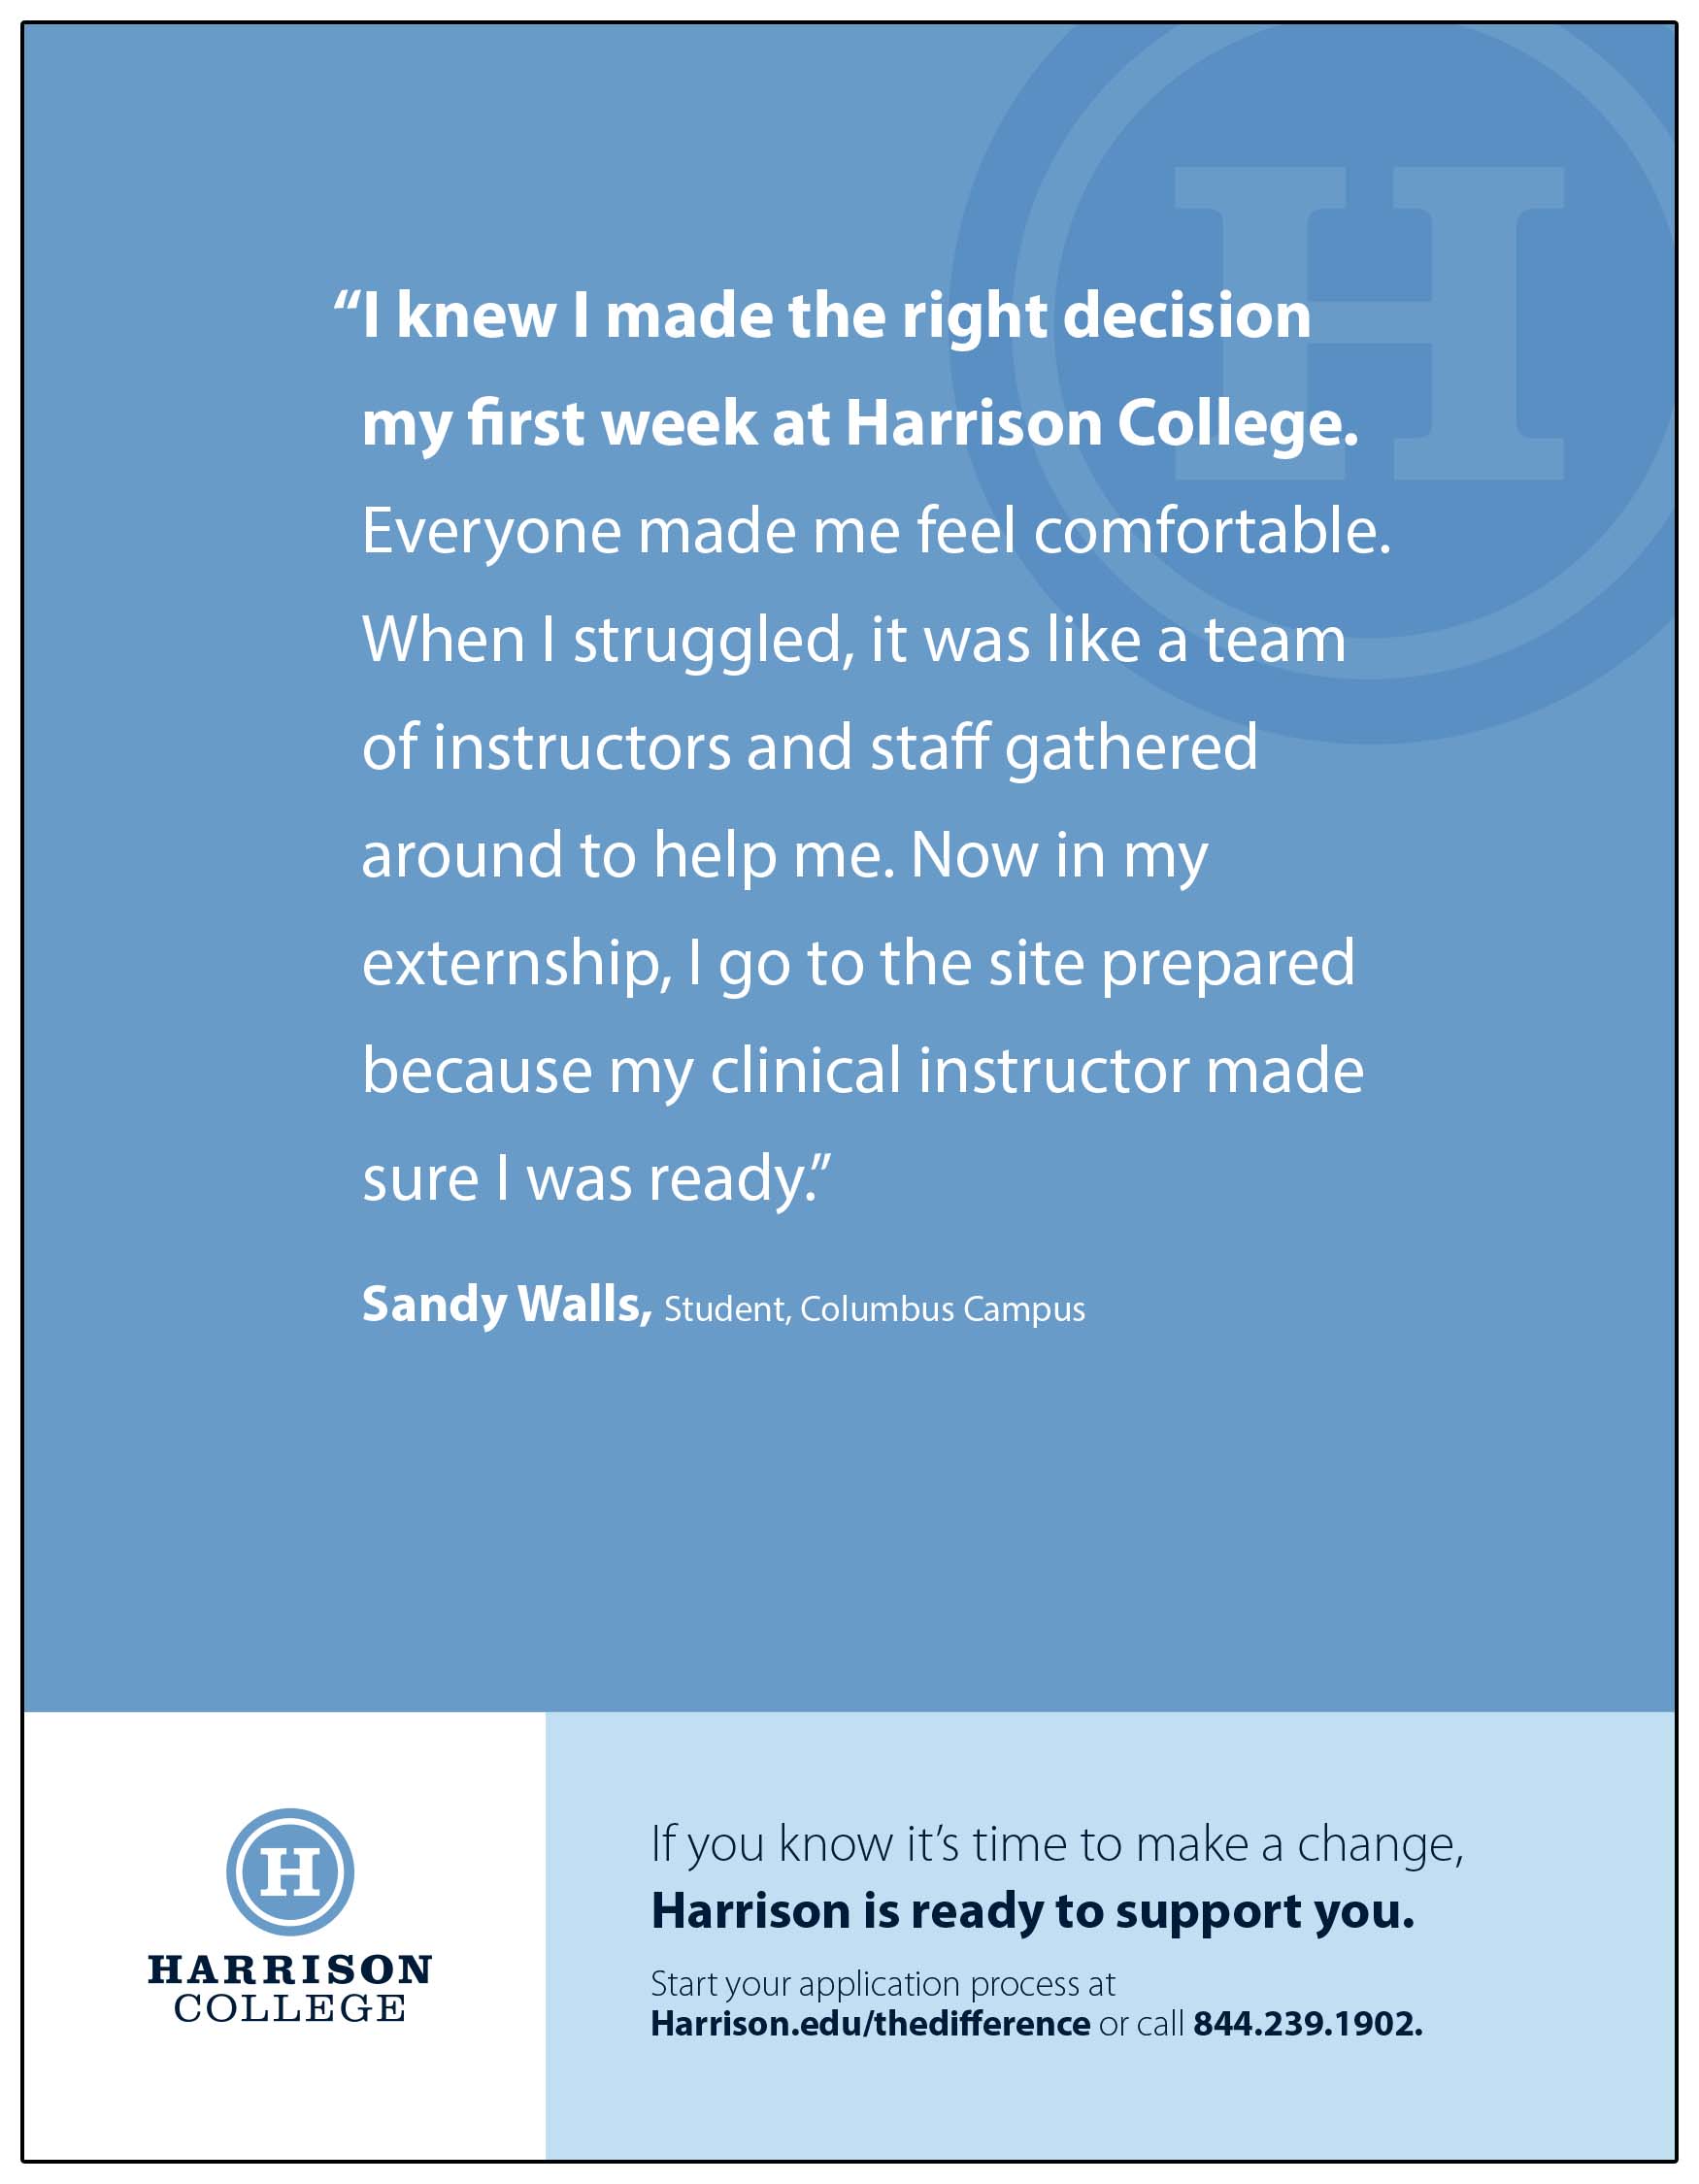 H
“I knew I made the right decision
my first week at Harrison College.
Everyone made me feel comfortable.
When I struggled, it was like a team
of instructors and staff gathered
around to help me. Now in my
externship, I go to the site prepared
because my clinical instructor made
sure I was ready.”
Sandy Walls, Student, Columbus Campus
H
HARRISON
COLLEGE
If you know it’s time to make a change,
Harrison is ready to support you.
Start your application process at
Harrison.edu/thedifference or call 844.239.1902.